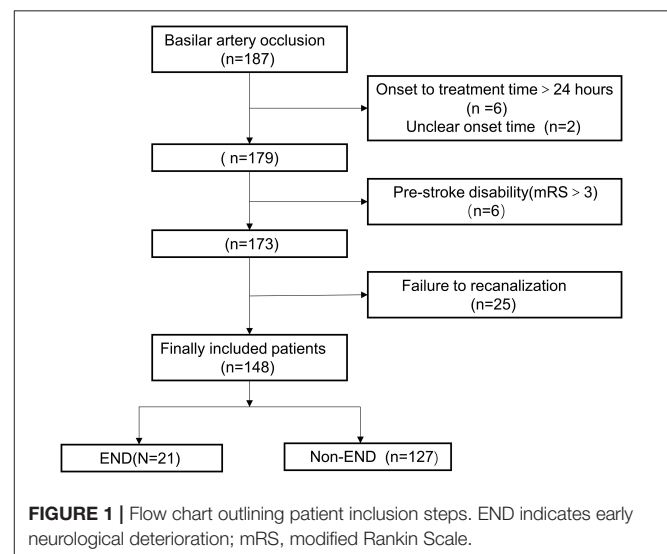 Basilar artery occlusion
(n=187)
Onset to treatment time > 24 hours
(n =6)
Unclear onset time (n=2)
( n=179)
Pre-stroke disability(mRS > 3)
(n=6)
(n=173)
Failure to recanalization
(n=25)
Finally included patients
(n=148)
END(N=21)
Non-END (n=127)
FIGURE 1 | Flow chart outlining patient inclusion steps. END indicates early
neurological deterioration; mRS, modified Rankin Scale.